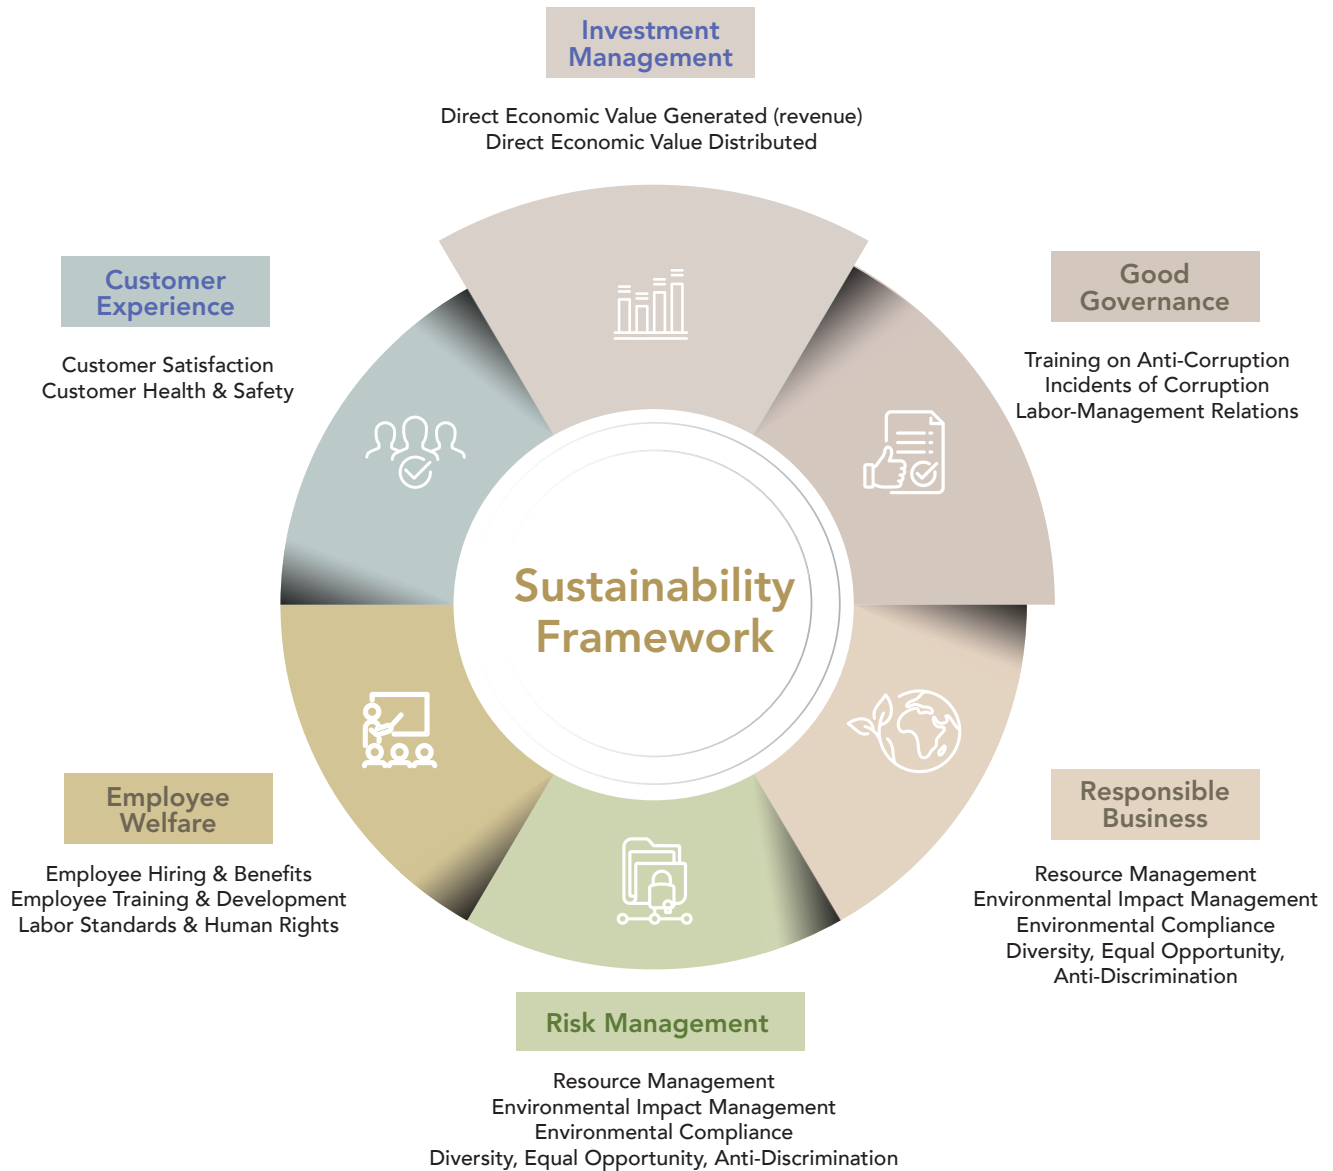 Investment
Management
Direct Economic Value Generated (revenue)
Direct Economic Value Distributed
Customer
Experience
Customer Satisfaction
Customer Health & Safety
Good
Governance
Training on Anti-Corruption
Incidents of Corruption
Labor-Management Relations
Sustainability
Framework
Employee
Welfare
Employee Hiring & Benefits
Employee Training & Development
Labor Standards & Human Rights
Responsible
Business
Resource Management
Environmental Impact Management
Environmental Compliance
Diversity, Equal Opportunity,
Anti-Discrimination
Risk Management
Resource Management
Environmental Impact Management
Environmental Compliance
Diversity, Equal Opportunity, Anti-Discrimination